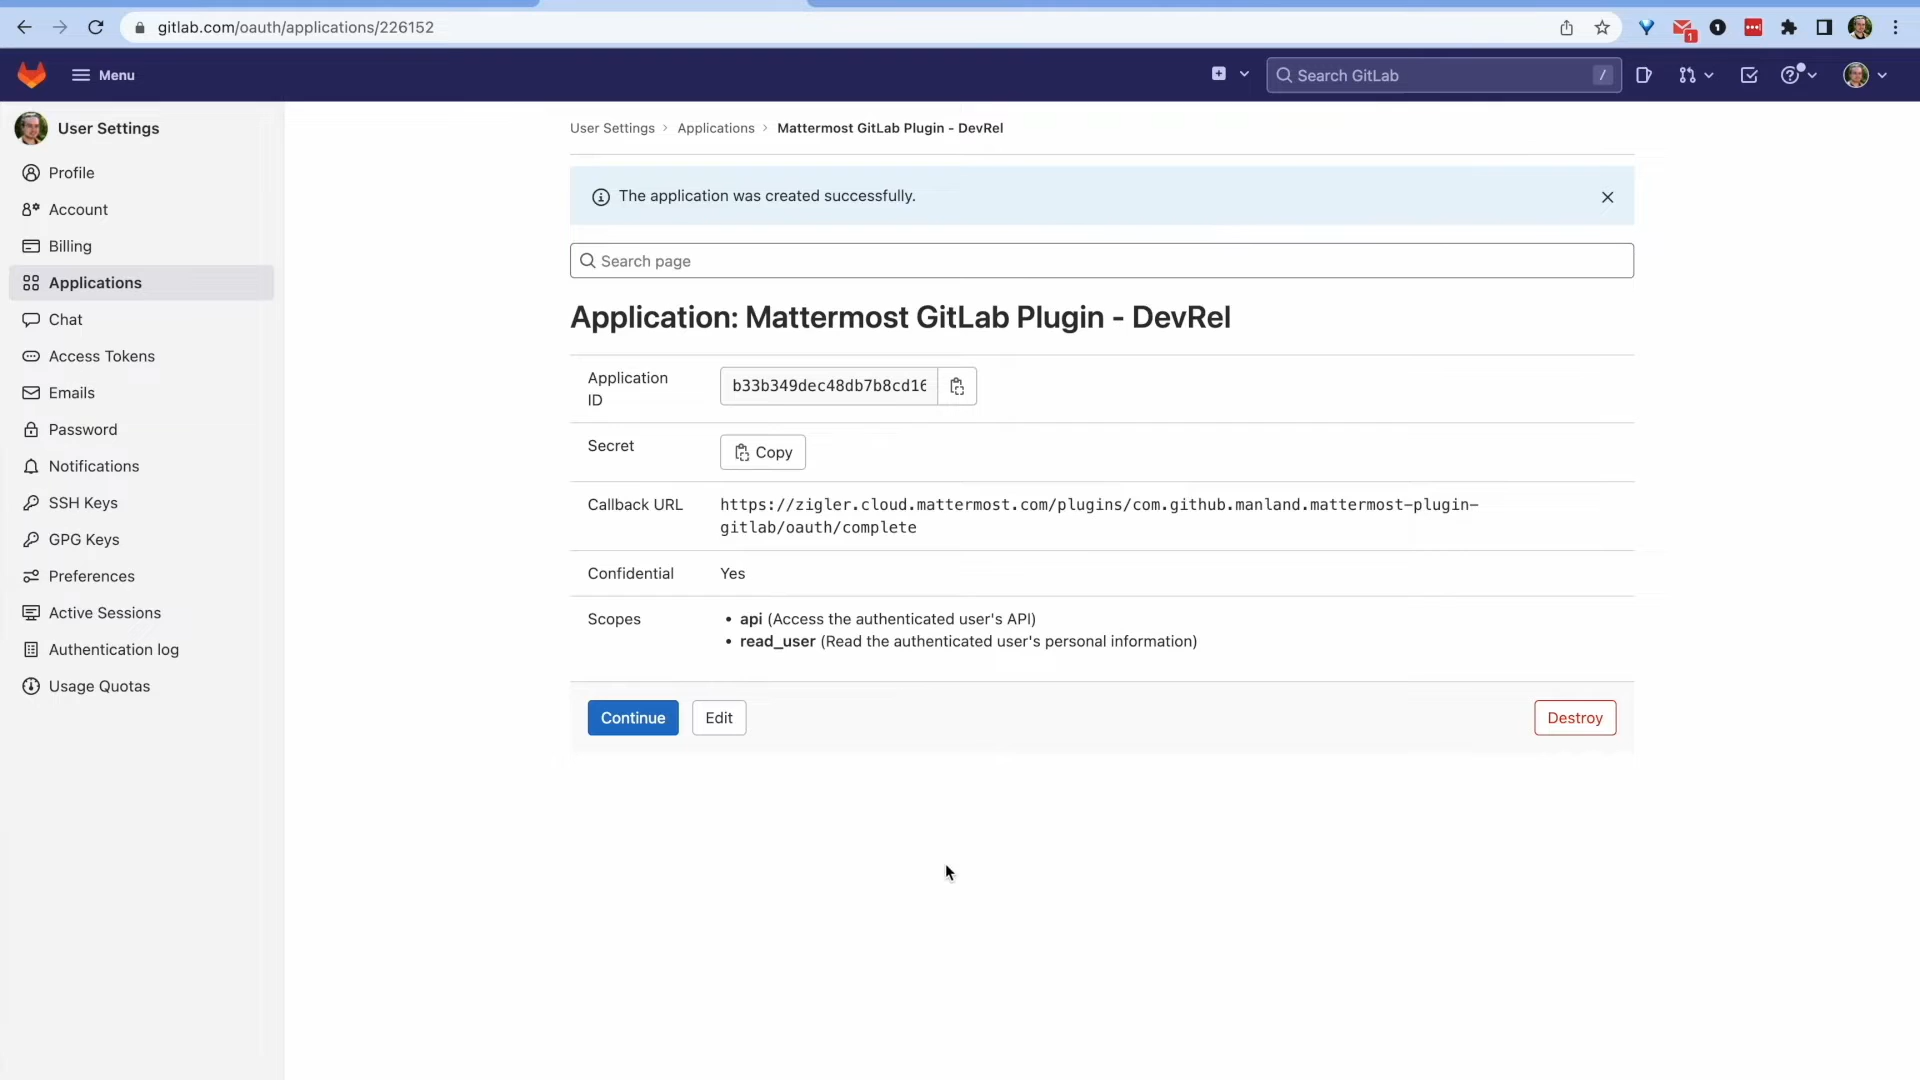 gitlab.com/oauth/applications/226152
1
Menu
Search GitLab
/
User Settings
Profile
Account
Billing
Applications
Chat
Access Tokens
Emails
Password
Notifications
SSH Keys
GPG Keys
Preferences
Active Sessions
Authentication log
Usage Quotas
User Settings > Applications > Mattermost GitLab Plugin - DevRel
The application was created successfully.
Search page
Application: Mattermost GitLab Plugin - DevRel
Application
ID
b33b349dec48db7b8cd16
Secret
Copy
Callback URL
https://zigler.cloud.mattermost.com/plugins/com.github.manland.mattermost-plugin-
gitlab/oauth/complete
Confidential
Yes
Scopes
• api (Access the authenticated user's API)
• read_user (Read the authenticated user's personal information)
Continue
Edit
Destroy